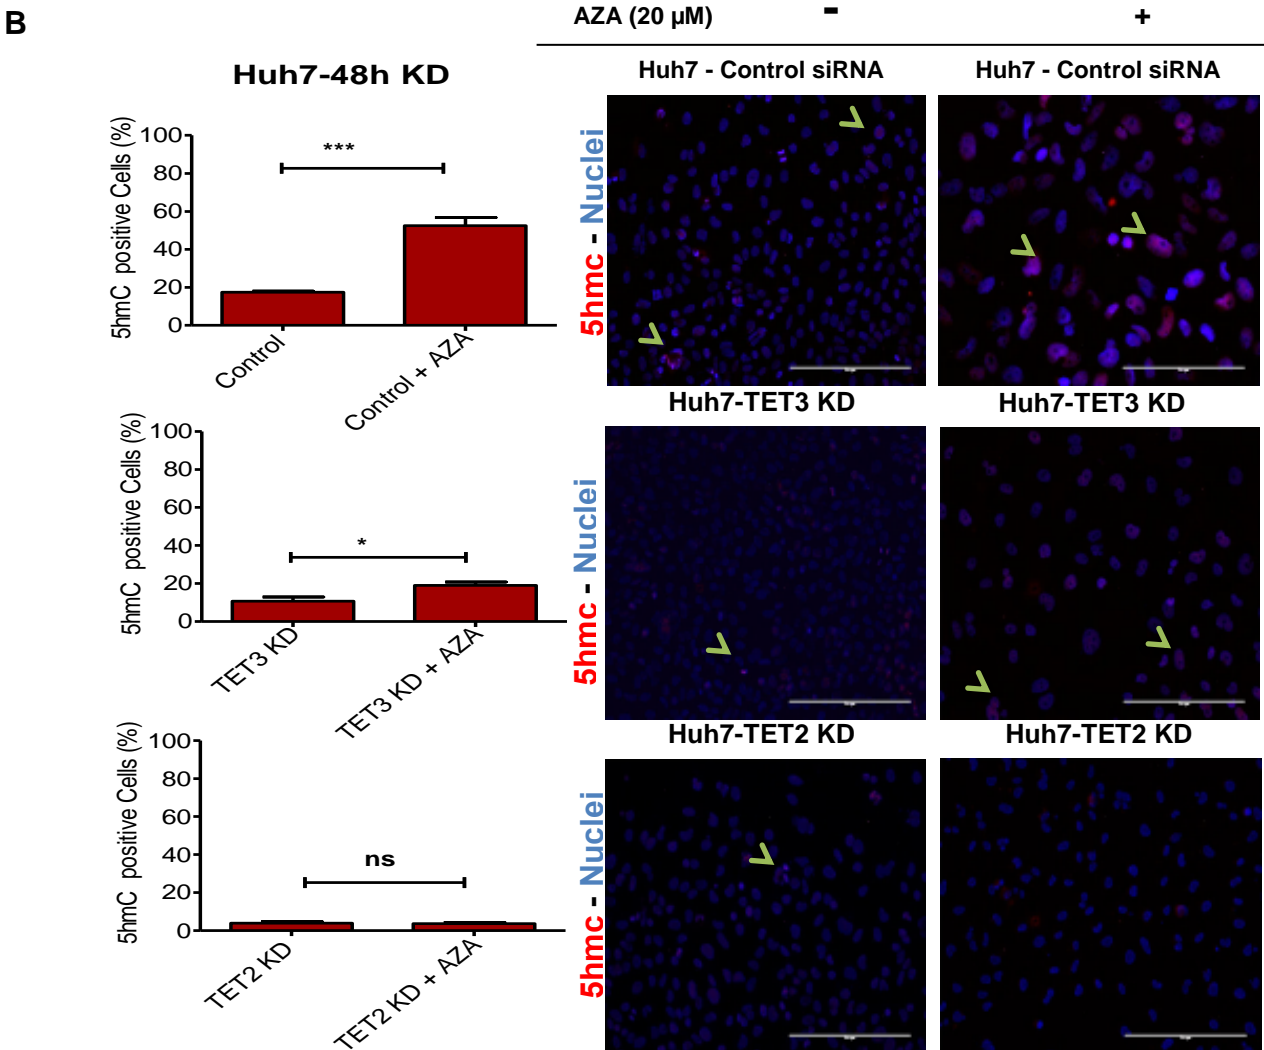 B
AZA (20 µM) - +
Huh7-48h KD
Huh7 - Control siRNA
Huh7 - Control siRNA
5hmC positive Cells (%)
100
80
60
40
20
0
***
Control
Control + AZA
5hmc - Nuclei
Huh7-TET3 KD
Huh7-TET3 KD
5hmC positive Cells (%)
100
80
60
40
20
0
*
TET3 KD
TET3 KD + AZA
5hmc - Nuclei
Huh7-TET2 KD
Huh7-TET2 KD
5hmC positive Cells (%)
100
80
60
40
20
0
ns
TET2 KD
TET2 KD + AZA
5hmc - Nuclei